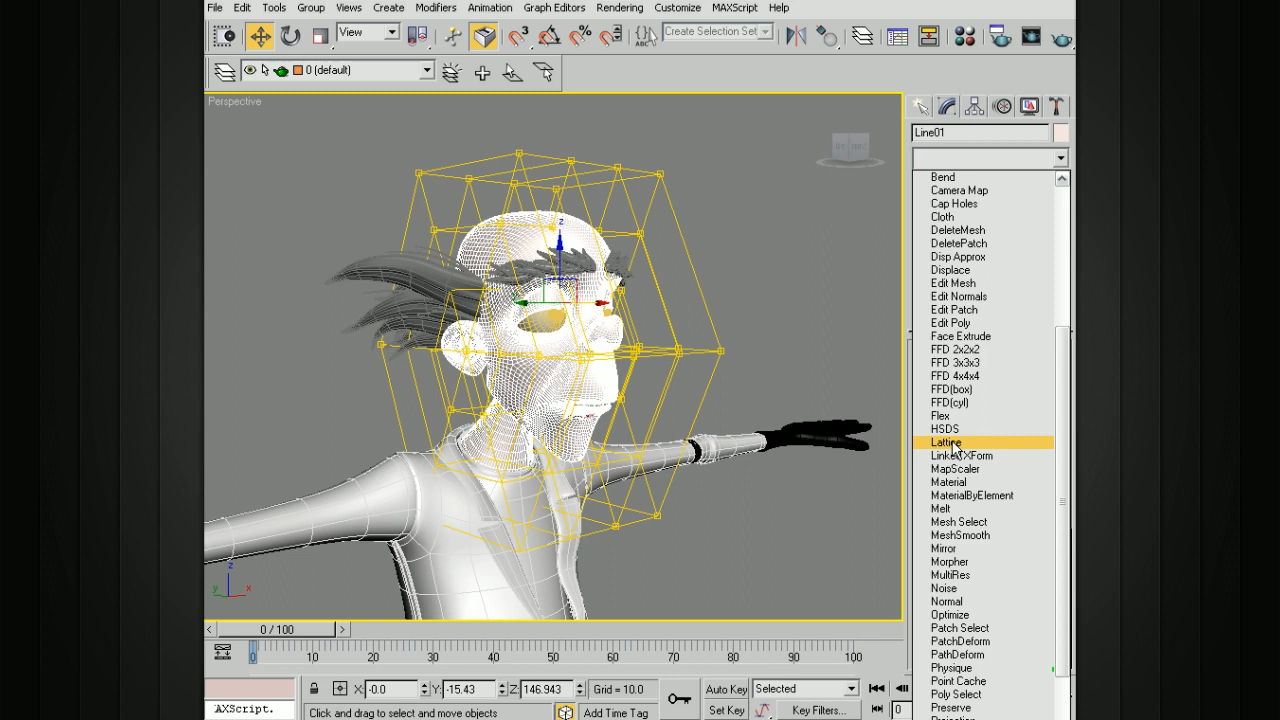 File Edit Tools Group Views Create Modifiers Animation Graph Editors Rendering Customize MAXScript Help
View
3
%
ABC
Create Selection Set
0 (default)
Perspective
Line01
Bend
Camera Map
Cap Holes
Cloth
DeleteMesh
DeletePatch
Disp Approx
Displace
Edit Mesh
Edit Normals
Edit Patch
Edit Poly
Face Extrude
FFD 2x2x2
FFD 3x3x3
FFD 4x4x4
FFD(box)
FFD(cyl)
Flex
HSDS
Lattice
Linked XForm
MapScaler
Material
MaterialByElement
Melt
Mesh Select
MeshSmooth
Mirror
Morpher
MultiRes
Noise
Normal
Optimize
Patch Select
PatchDeform
PathDeform
Physique
Point Cache
Poly Select
Preserve
z
z
y
x
< 0 / 100 >
0 10 20 30 40 50 60 70 80 90 100
X: -0.0 Y: -15.43 Z: 146.943 Grid = 10.0 Auto Key Selected
AXScript. Click and drag to select and move objects Add Time Tag Set Key Key Filters... 0